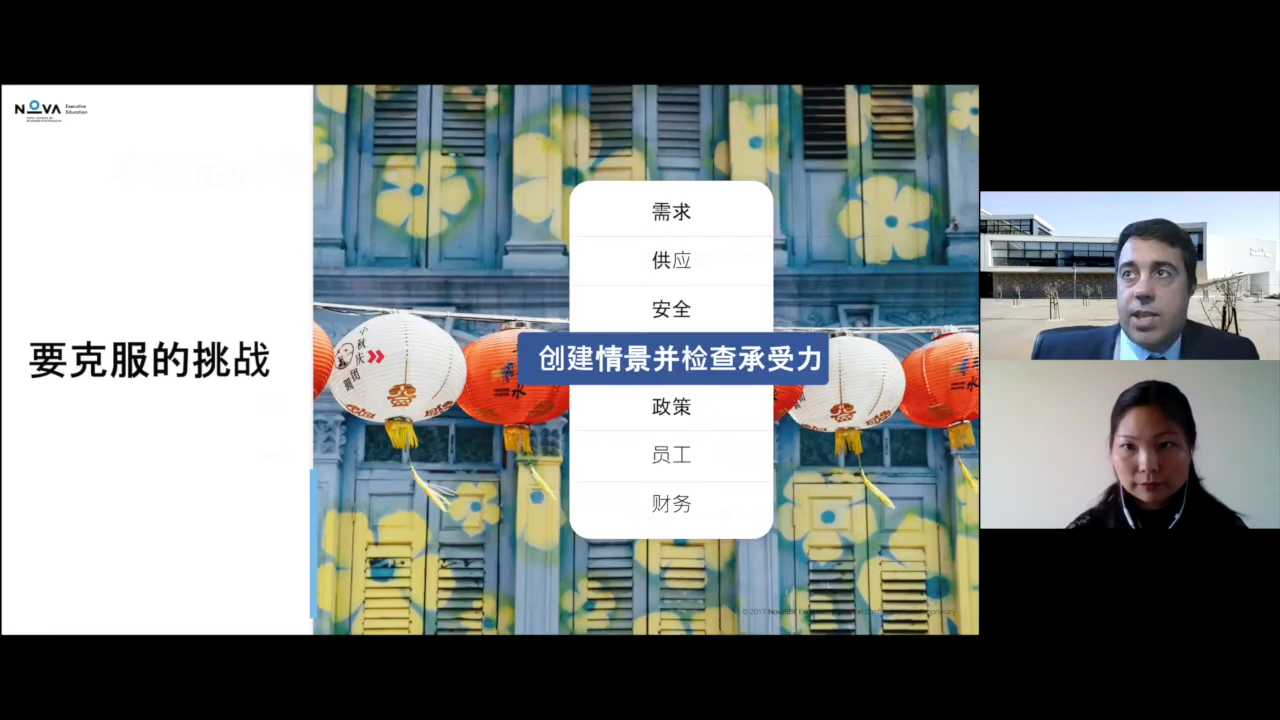 NOVA
Executive
Education
要克服的挑战
需求
供应
安全
创建情景并检查承受力
政策
员工
财务